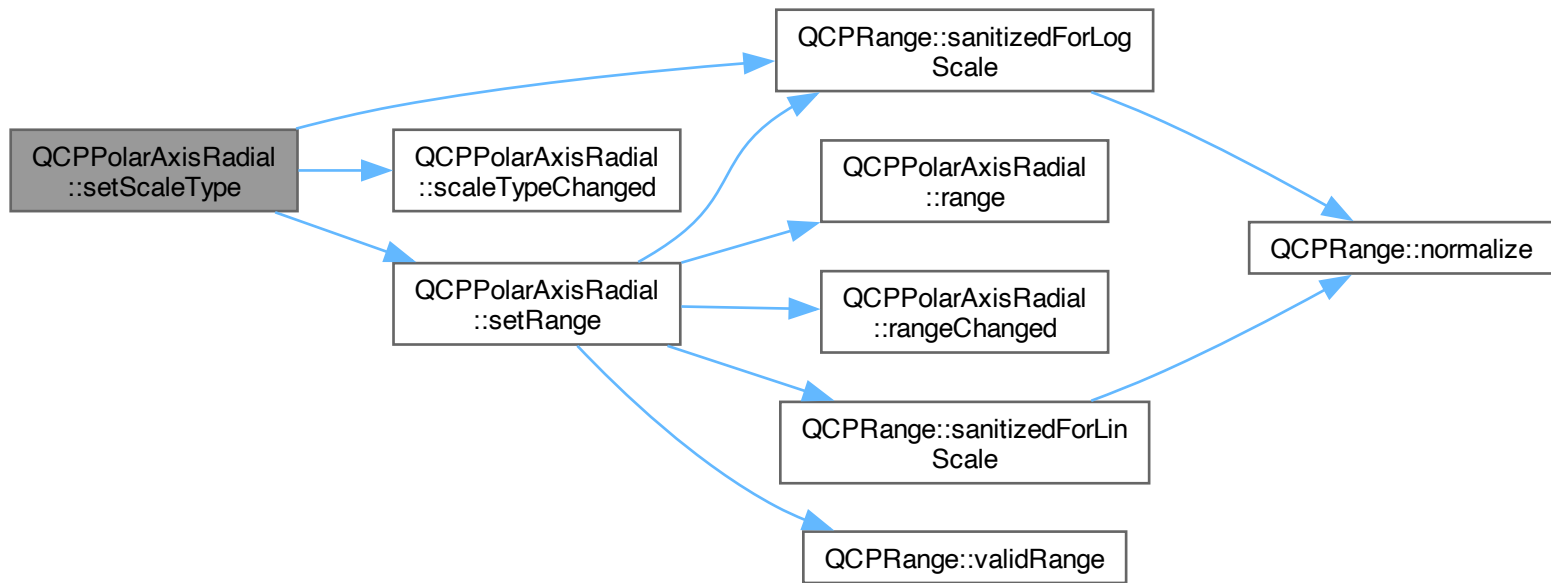 QCPPolarAxisRadial
::setScaleType
QCPRange::sanitizedForLog
Scale
QCPPolarAxisRadial
::scaleTypeChanged
QCPPolarAxisRadial
::setRange
QCPPolarAxisRadial
::range
QCPPolarAxisRadial
::rangeChanged
QCPRange::sanitizedForLin
Scale
QCPRange::validRange
QCPRange::normalize